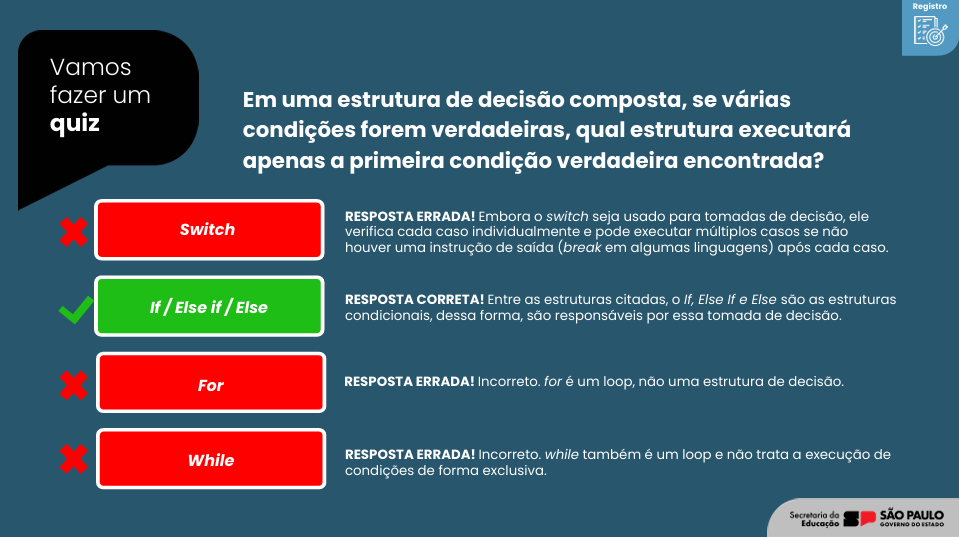 Registro
Vamos
fazer um
quiz
Em uma estrutura de decisão composta, se várias
condições forem verdadeiras, qual estrutura executará
apenas a primeira condição verdadeira encontrada?
Switch
RESPOSTA ERRADA! Embora o switch seja usado para tomadas de decisão, ele
verifica cada caso individualmente e pode executar múltiplos casos se não
houver uma instrução de saída (break em algumas linguagens) após cada caso.
If / Else if / Else
RESPOSTA CORRETA! Entre as estruturas citadas, o If, Else If e Else são as estruturas
condicionais, dessa forma, são responsáveis por essa tomada de decisão.
For
RESPOSTA ERRADA! Incorreto. for é um loop, não uma estrutura de decisão.
While
RESPOSTA ERRADA! Incorreto. while também é um loop e não trata a execução de
condições de forma exclusiva.
Secretaria da
Educação
SÃO PAULO
GOVERNO DO ESTADO